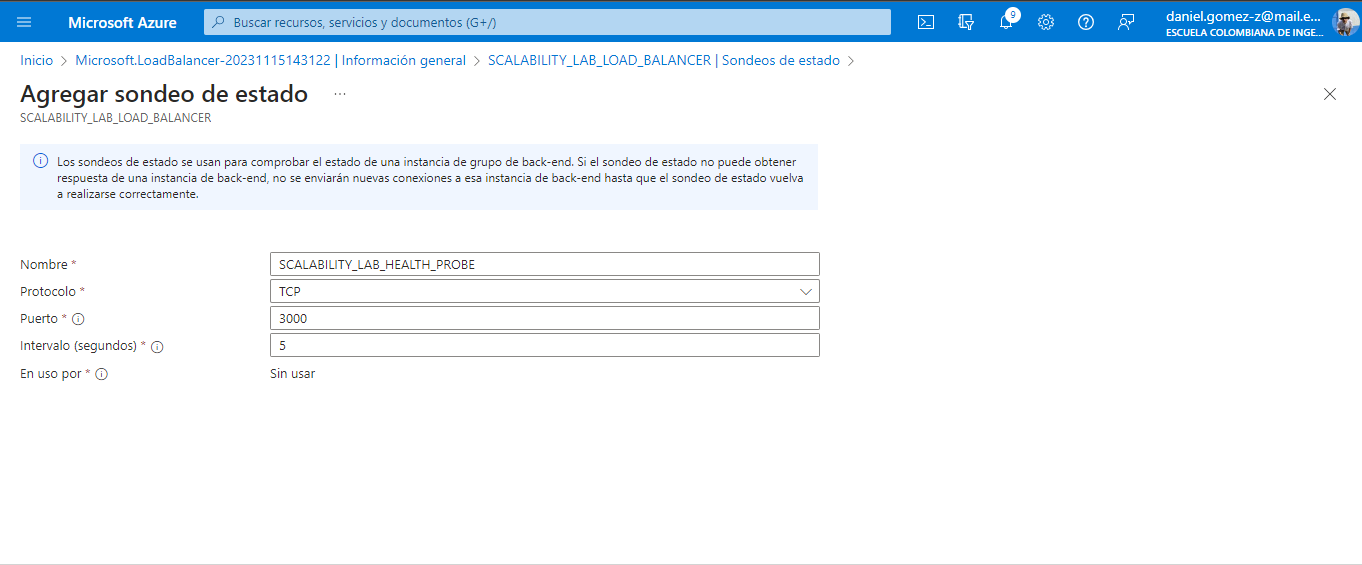 Microsoft Azure
Buscar recursos, servicios y documentos (G+/)
9
daniel.gomez-z@mail.e...
ESCUELA COLOMBIANA DE INGE...
Inicio > Microsoft.LoadBalancer-20231115143122 | Información general > SCALABILITY_LAB_LOAD_BALANCER | Sondeos de estado >
Agregar sondeo de estado ...
SCALABILITY_LAB_LOAD_BALANCER
Los sondeos de estado se usan para comprobar el estado de una instancia de grupo de back-end. Si el sondeo de estado no puede obtener
respuesta de una instancia de back-end, no se enviarán nuevas conexiones a esa instancia de back-end hasta que el sondeo de estado vuelva
a realizarse correctamente.
Nombre * SCALABILITY_LAB_HEALTH_PROBE
Protocolo * TCP
Puerto * 3000
Intervalo (segundos) * 5
En uso por * Sin usar